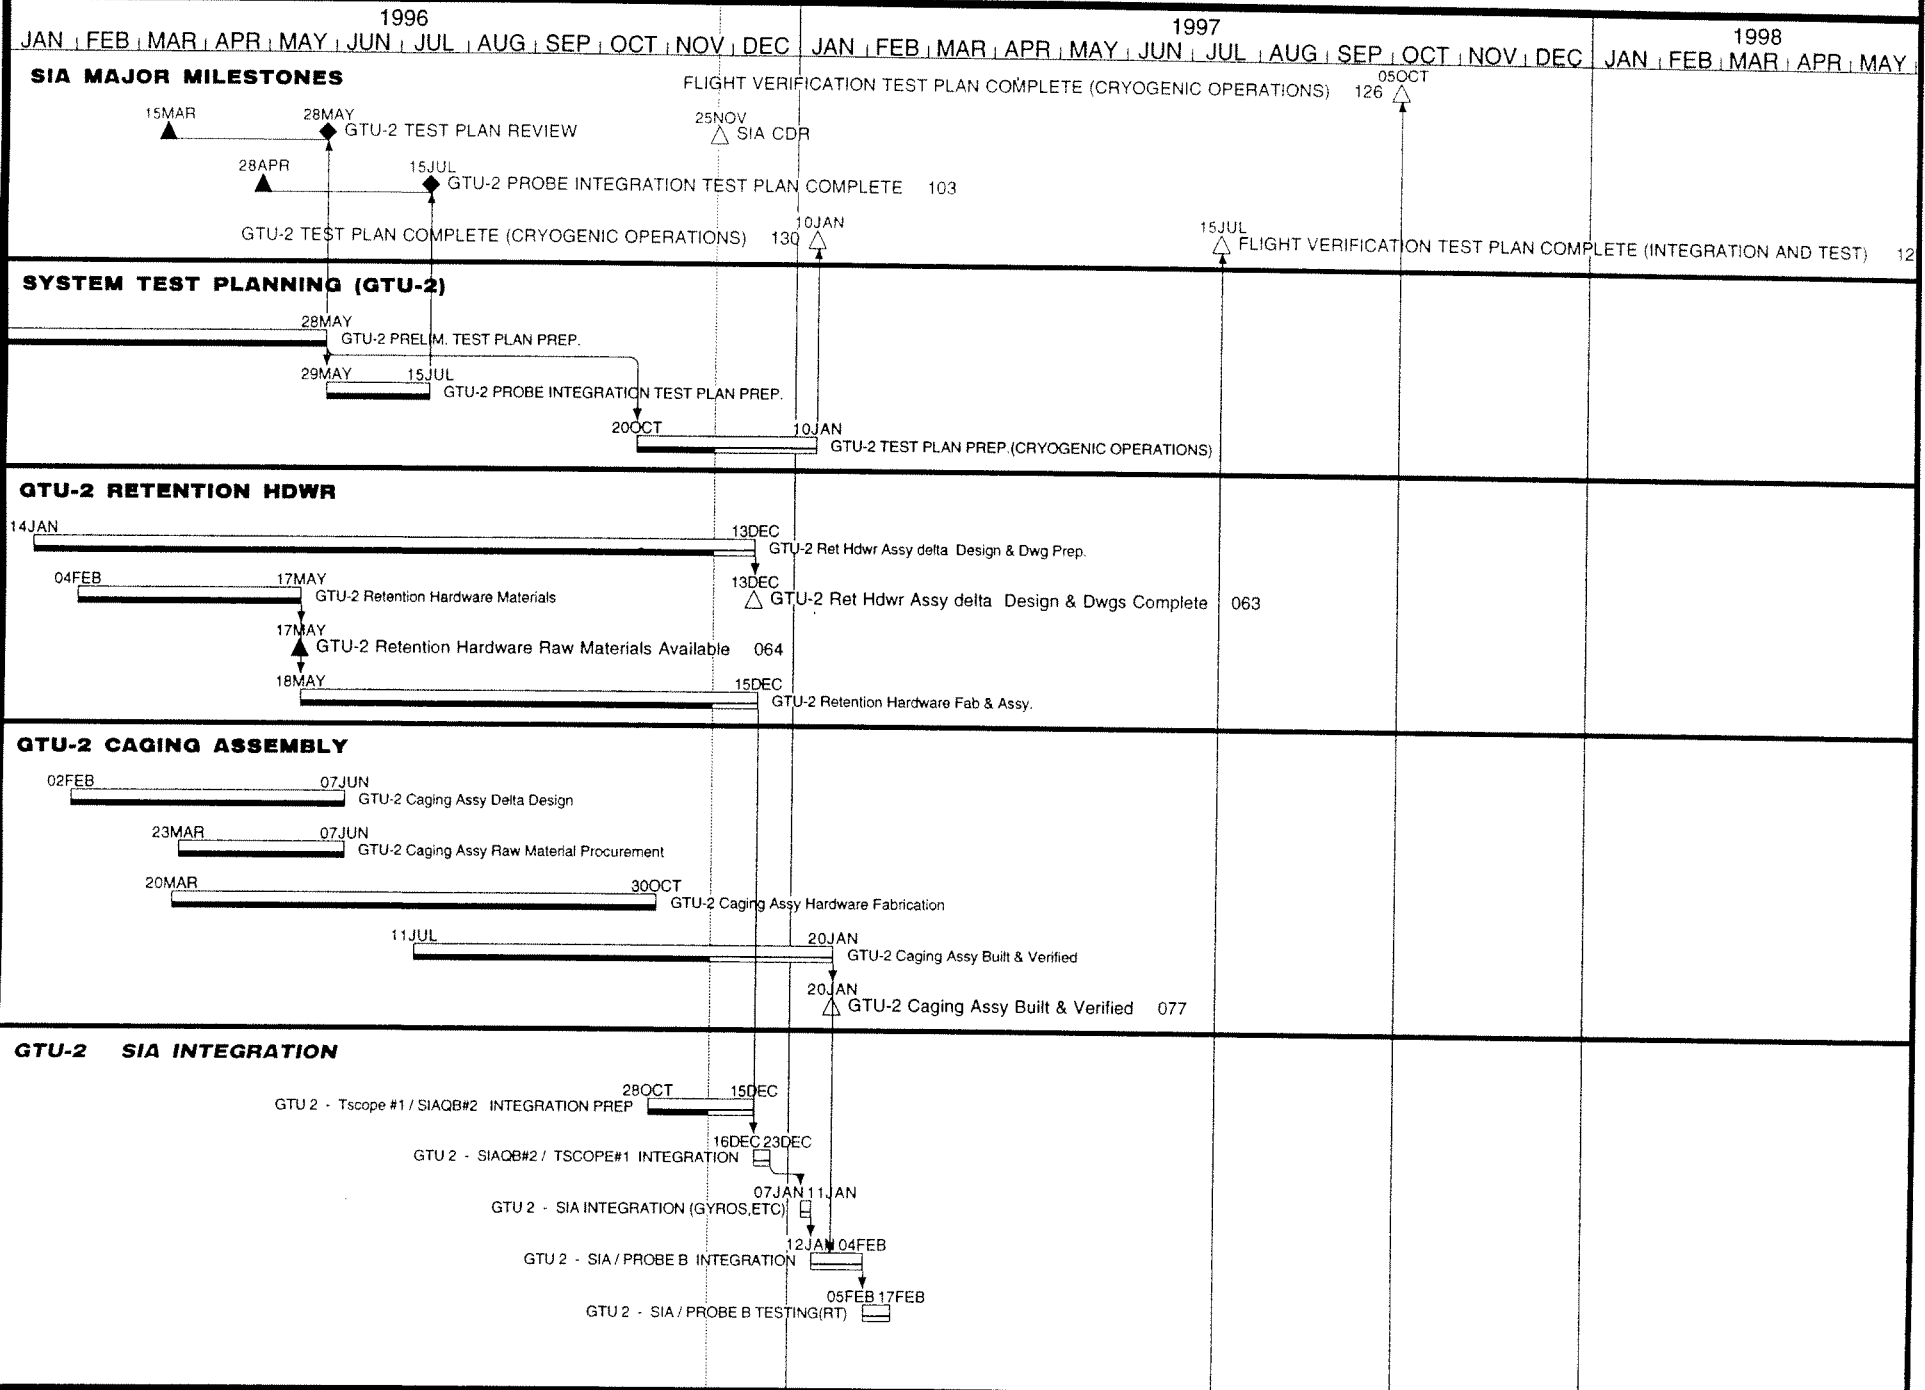 1996
1997
1998
JAN FEB MAR APR MAY JUN JUL AUG SEP OCT NOV DEC JAN FEB MAR APR MAY JUN JUL AUG SEP OCT NOV DEC JAN FEB MAR APR MAY
SIA MAJOR MILESTONES
FLIGHT VERIFICATION TEST PLAN COMPLETE (CRYOGENIC OPERATIONS) 126
05OCT
15MAR 28MAY 25NOV
GTU-2 TEST PLAN REVIEW
SIA CDR
28APR 15JUL
GTU-2 PROBE INTEGRATION TEST PLAN COMPLETE 103
10JAN 15JUL
GTU-2 TEST PLAN COMPLETE (CRYOGENIC OPERATIONS) 130
FLIGHT VERIFICATION TEST PLAN COMPLETE (INTEGRATION AND TEST) 12
SYSTEM TEST PLANNING (GTU-2)
28MAY
GTU-2 PRELIM. TEST PLAN PREP.
29MAY 15JUL
GTU-2 PROBE INTEGRATION TEST PLAN PREP.
20OCT 10JAN
GTU-2 TEST PLAN PREP.(CRYOGENIC OPERATIONS)
GTU-2 RETENTION HDWR
14JAN 13DEC
GTU-2 Ret Hdwr Assy delta Design & Dwg Prep.
04FEB 17MAY
GTU-2 Retention Hardware Materials
13DEC
GTU-2 Ret Hdwr Assy delta Design & Dwgs Complete 063
17MAY
GTU-2 Retention Hardware Raw Materials Available 064
18MAY 15DEC
GTU-2 Retention Hardware Fab & Assy.
GTU-2 CAGING ASSEMBLY
02FEB 07JUN
GTU-2 Caging Assy Delta Design
23MAR 07JUN
GTU-2 Caging Assy Raw Material Procurement
20MAR 30OCT
GTU-2 Caging Assy Hardware Fabrication
11JUL 20JAN
GTU-2 Caging Assy Built & Verified
20JAN
GTU-2 Caging Assy Built & Verified 077
GTU-2 SIA INTEGRATION
28OCT 15DEC
GTU 2 - Tscope #1 / SIAQB#2 INTEGRATION PREP
16DEC 23DEC
GTU 2 - SIAQB#2 / TSCOPE#1 INTEGRATION
07JAN 11JAN
GTU 2 - SIA INTEGRATION (GYROS,ETC)
12JAN 04FEB
GTU 2 - SIA / PROBE B INTEGRATION
05FEB 17FEB
GTU 2 - SIA / PROBE B TESTING(RT)